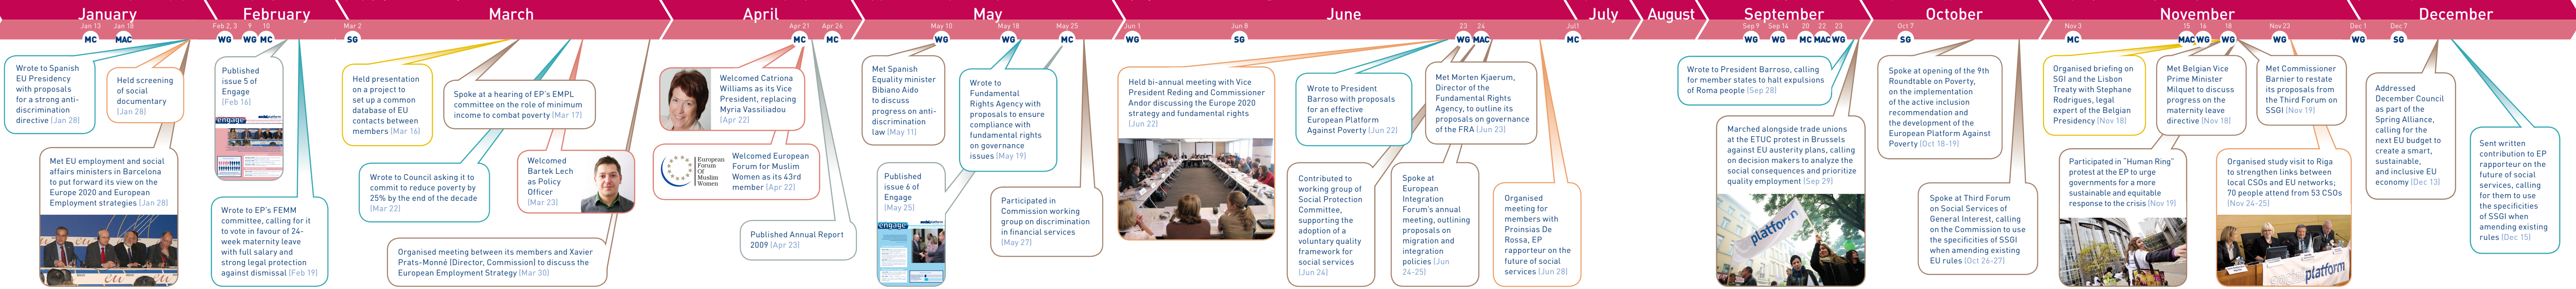 January
February
March
April
May
June
July
August
September
October
November
December
Jan 13
Jan 18
Feb 2, 3
9
10
Mar 2
Apr 21
Apr 26
May 10
May 18
May 25
Jun 1
Jun 8
23
24
Jul1
Sep 9
Sep 14
20
22
23
Oct 7
Nov 3
15
16
18
Nov 23
Dec 1
Dec 7
MC
MAC
WG
WG
MC
SG
MC
MC
WG
WG
MC
WG
SG
WG
MAC
MC
WG
WG
MC
MAC
WG
SG
MC
MAC
WG
WG
WG
WG
SG
Wrote to Spanish
EU Presidency
with proposals
for a strong anti-
discrimination
directive (Jan 28)
Held screening
of social
documentary
(Jan 28)
Met EU employment and social
affairs ministers in Barcelona
to put forward its view on the
Europe 2020 and European
Employment strategies (Jan 28)
eu
Published
issue 5 of
Engage
(Feb 16)
engage
Wrote to EP's FEMM
committee, calling for it
to vote in favour of 24-
week maternity leave
with full salary and
strong legal protection
against dismissal (Feb 19)
Held presentation
on a project to
set up a common
database of EU
contacts between
members (Mar 16)
Spoke at a hearing of EP's EMPL
committee on the role of minimum
income to combat poverty (Mar 17)
Wrote to Council asking it to
commit to reduce poverty by
25% by the end of the decade
(Mar 22)
Welcomed
Bartek Lech
as Policy
Officer
(Mar 23)
Organised meeting between its members and Xavier
Prats-Monné (Director, Commission) to discuss the
European Employment Strategy (Mar 30)
Welcomed Catriona
Williams as its Vice
President, replacing
Myria Vassiliadou
(Apr 22)
European
Forum
Of
Muslim
Women
Welcomed European
Forum for Muslim
Women as its 43rd
member (Apr 22)
Published Annual Report
2009 (Apr 23)
Met Spanish
Equality minister
Bibiano Aido
to discuss
progress on anti-
discrimination
law (May 11)
Published
issue 6 of
Engage
(May 25)
engage
Wrote to
Fundamental
Rights Agency with
proposals to ensure
compliance with
fundamental rights
on governance
issues (May 19)
Participated in
Commission working
group on discrimination
in financial services
(May 27)
Held bi-annual meeting with Vice
President Reding and Commissioner
Andor discussing the Europe 2020
strategy and fundamental rights
(Jun 22)
Wrote to President
Barroso with proposals
for an effective
European Platform
Against Poverty (Jun 22)
Contributed to
working group of
Social Protection
Committee,
supporting the
adoption of a
voluntary quality
framework for
social services
(Jun 24)
Met Morten Kjaerum,
Director of the
Fundamental Rights
Agency, to outline its
proposals on governance
of the FRA (Jun 23)
Spoke at
European
Integration
Forum's annual
meeting, outlining
proposals on
migration and
integration
policies (Jun
24-25)
Organised
meeting for
members with
Proinsias De
Rossa, EP
rapporteur on the
future of social
services (Jun 28)
Wrote to President Barroso, calling
for member states to halt expulsions
of Roma people (Sep 28)
Marched alongside trade unions
at the ETUC protest in Brussels
against EU austerity plans, calling
on decision makers to analyze the
social consequences and prioritize
quality employment (Sep 29)
platform
Spoke at opening of the 9th
Roundtable on Poverty,
on the implementation
of the active inclusion
recommendation and
the development of the
European Platform Against
Poverty (Oct 18-19)
Spoke at Third Forum
on Social Services of
General Interest, calling
on the Commission to use
the specificities of SSGI
when amending existing
EU rules (Oct 26-27)
Organised briefing on
SGI and the Lisbon
Treaty with Stephane
Rodrigues, legal
expert of the Belgian
Presidency (Nov 18)
Met Belgian Vice
Prime Minister
Milquet to discuss
progress on the
maternity leave
directive (Nov 18)
Met Commissioner
Barnier to restate
its proposals from
the Third Forum on
SSGI (Nov 19)
Participated in "Human Ring"
protest at the EP to urge
governments for a more
sustainable and equitable
response to the crisis (Nov 19)
Organised study visit to Riga
to strengthen links between
local CSOs and EU networks;
70 people attend from 53 CSOs
(Nov 24-25)
platform
Addressed
December Council
as part of the
Spring Alliance,
calling for the
next EU budget to
create a smart,
sustainable,
and inclusive EU
economy (Dec 13)
Sent written
contribution to EP
rapporteur on the
future of social
services, calling
for them to use
the specificities
of SSGI when
amending existing
rules (Dec 15)